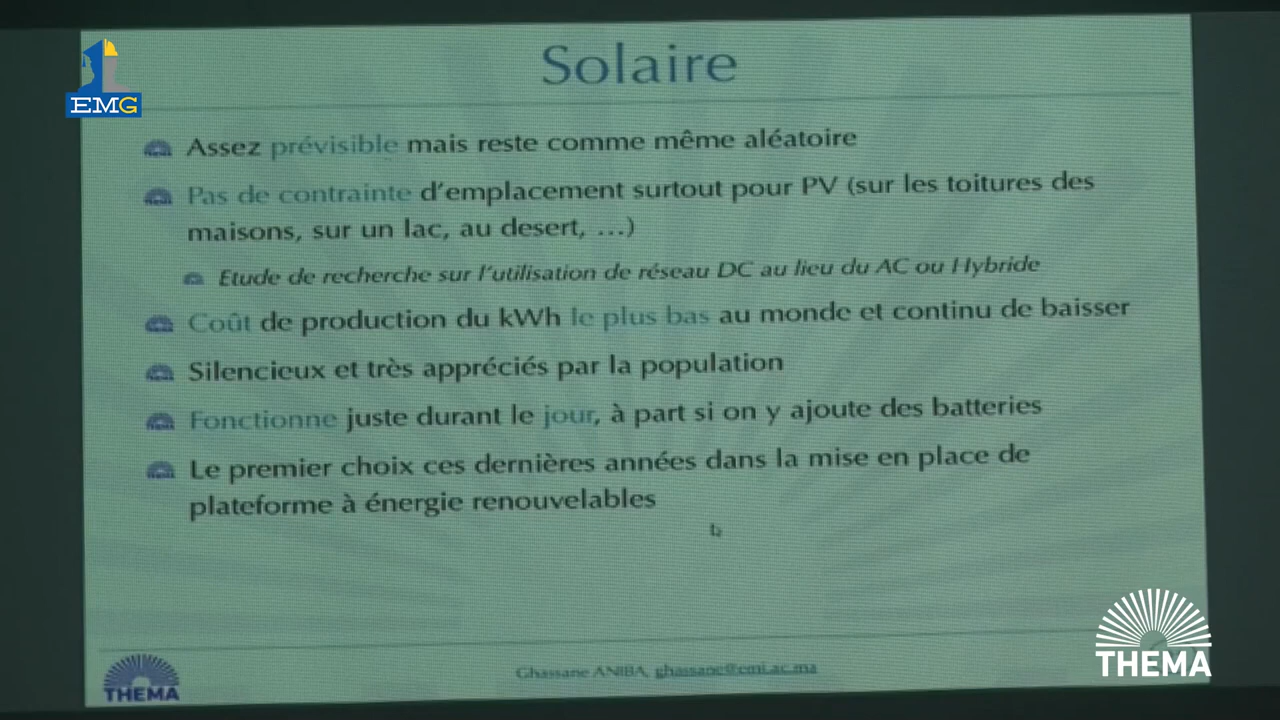 Solaire
EMG
Assez prévisible mais reste comme même aléatoire
Pas de contrainte d'emplacement surtout pour PV (sur les toitures des
maisons, sur un lac, au desert, …)
Etude de recherche sur l'utilisation de réseau DC au lieu du AC ou Hybride
Coût de production du kWh le plus bas au monde et continu de baisser
Silencieux et très appréciés par la population
Fonctionne juste durant le jour, à part si on y ajoute des batteries
Le premier choix ces dernières années dans la mise en place de
plateforme à énergie renouvelables
THEMA
Ghassane ANIBA, ghassane@emi.ac.ma
THEMA